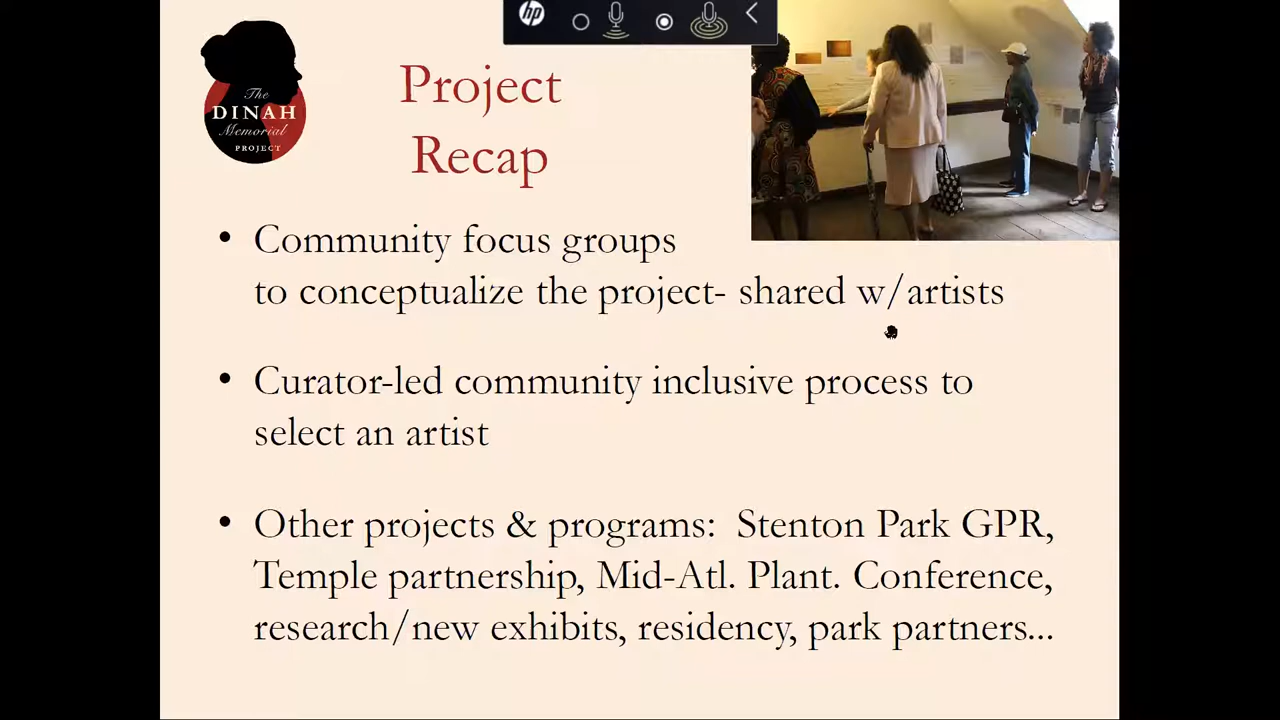 hp
The
DINAH
Memorial
PROJECT
Project
Recap
• Community focus groups
to conceptualize the project- shared w/artists
• Curator-led community inclusive process to
select an artist
• Other projects & programs:  Stenton Park GPR,
Temple partnership, Mid-Atl. Plant. Conference,
research/new exhibits, residency, park partners...